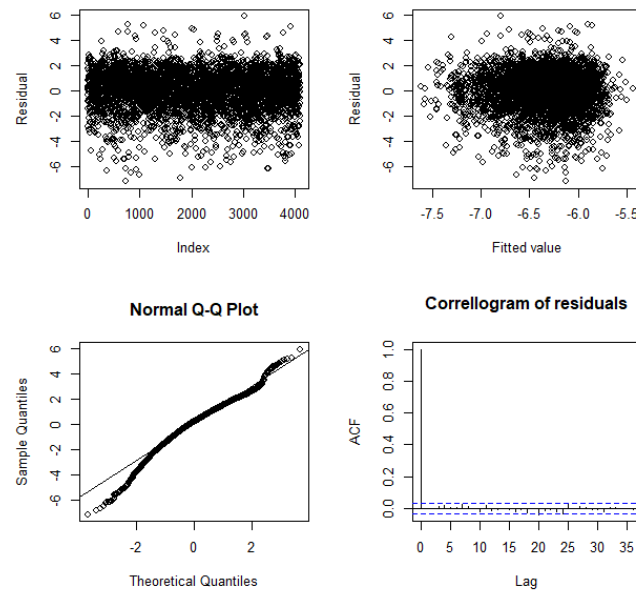 6
4
2
0
-2
-4
-6
Residual
0 1000 2000 3000 4000
Index
6
4
2
0
-2
-4
-6
Residual
-7.5 -7.0 -6.5 -6.0 -5.5
Fitted value
Normal Q-Q Plot
6
4
2
0
-2
-4
-6
Sample Quantiles
-2 0 2
Theoretical Quantiles
Correllogram of residuals
1.0
0.8
0.6
0.4
0.2
0.0
ACF
0 5 10 15 20 25 30 35
Lag